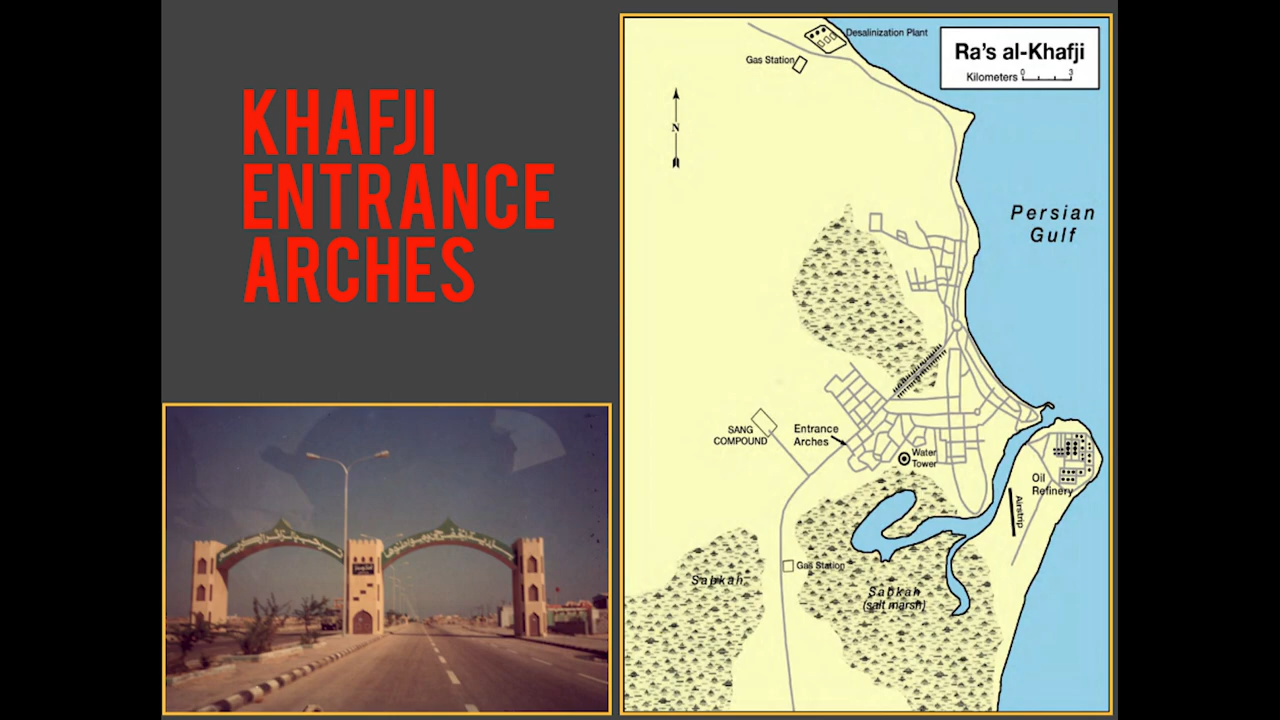 KHAFJI
ENTRANCE
ARCHES
Desalinization Plant
Gas Station
Ra's al-Khafji
Kilometers 0 3
N
Persian
Gulf
SANG
COMPOUND
Entrance
Arches
Water
Tower
Oil
Refinery
Airstrip
Gas Station
Sabkah
Sabkah
(salt marsh)